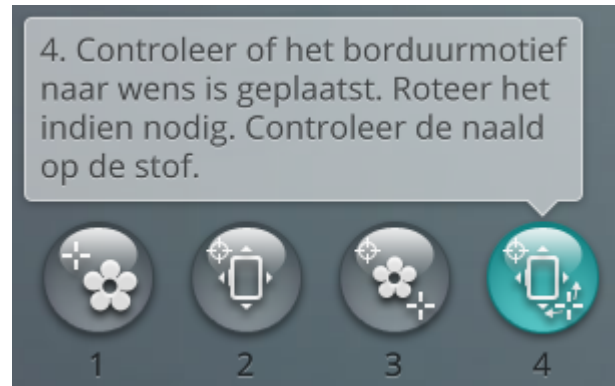 4. Controleer of het borduurmotief
naar wens is geplaatst. Roteer het
indien nodig. Controleer de naald
op de stof.
1 2 3 4